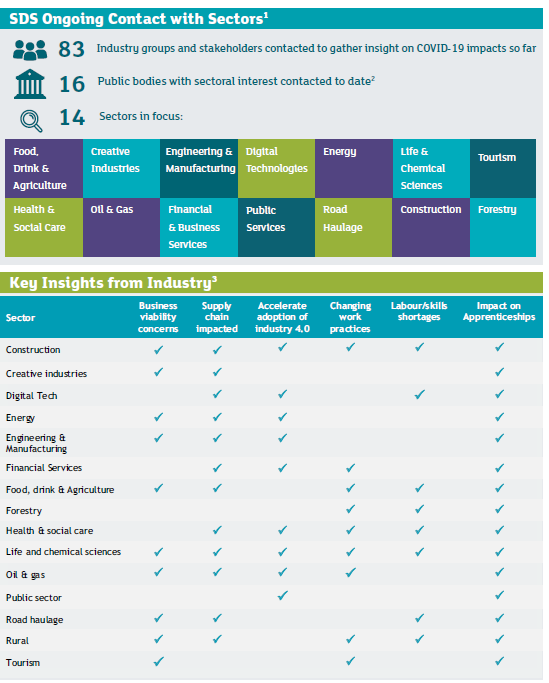 SDS Ongoing Contact with Sectors¹
83 Industry groups and stakeholders contacted to gather insight on COVID-19 impacts so far
16 Public bodies with sectoral interest contacted to date²
14 Sectors in focus:
Food,
Drink &
Agriculture
Creative
Industries
Engineering &
Manufacturing
Digital
Technologies
Energy
Life &
Chemical
Sciences
Tourism
Health &
Social Care
Oil & Gas
Financial
& Business
Services
Public
Services
Road
Haulage
Construction
Forestry
Key Insights from Industry³
Sector
Business
viability
concerns
Supply
chain
impacted
Accelerate
adoption of
industry 4.0
Changing
work
practices
Labour/skills
shortages
Impact on
Apprenticeships
Construction ✓ ✓ ✓ ✓ ✓ ✓
Creative industries ✓ ✓ ✓
Digital Tech ✓ ✓ ✓ ✓
Energy ✓ ✓ ✓ ✓
Engineering &
Manufacturing ✓ ✓ ✓ ✓
Financial Services ✓ ✓ ✓ ✓
Food, drink & Agriculture ✓ ✓ ✓ ✓ ✓
Forestry ✓ ✓ ✓
Health & social care ✓ ✓ ✓ ✓ ✓
Life and chemical sciences ✓ ✓ ✓ ✓ ✓ ✓
Oil & gas ✓ ✓ ✓ ✓ ✓
Public sector ✓ ✓
Road haulage ✓ ✓ ✓ ✓
Rural ✓ ✓ ✓ ✓ ✓
Tourism ✓ ✓ ✓